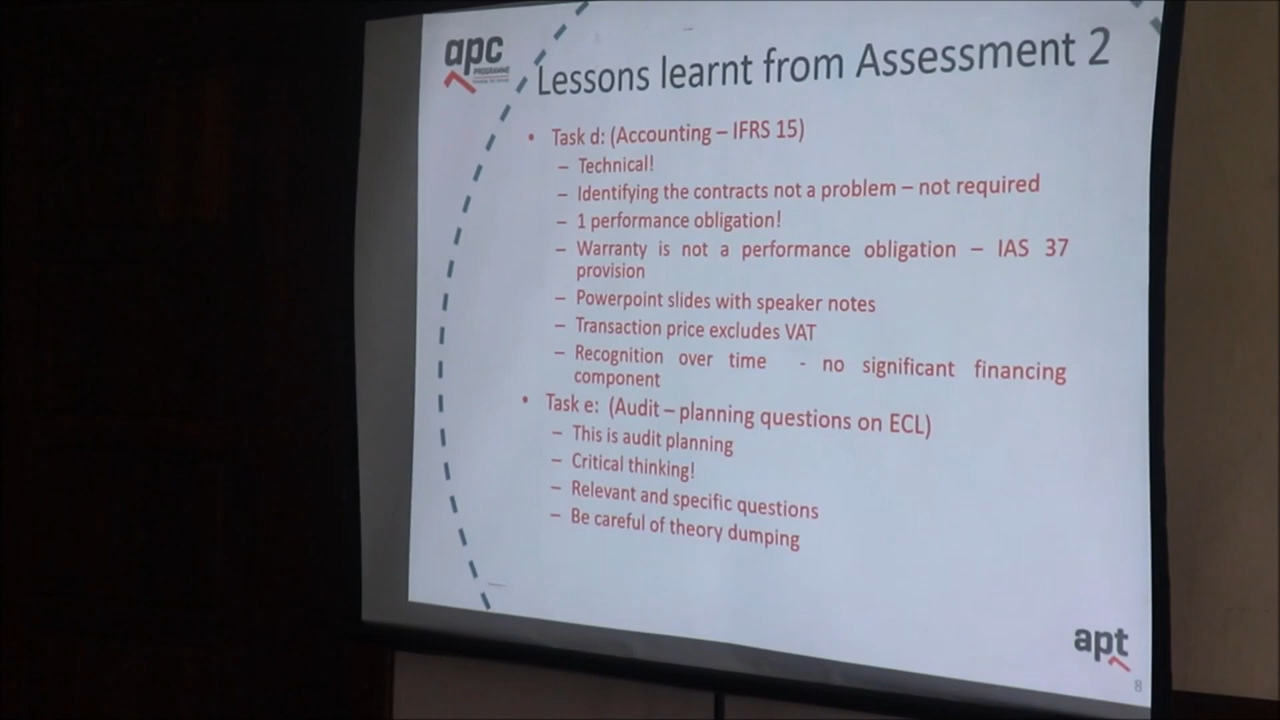 apc
PROGRAMME
Lessons learnt from Assessment 2
• Task d: (Accounting – IFRS 15)
– Technical!
– Identifying the contracts not a problem – not required
– 1 performance obligation!
– Warranty is not a performance obligation – IAS 37
provision
– Powerpoint slides with speaker notes
– Transaction price excludes VAT
– Recognition over time - no significant financing
component
• Task e: (Audit – planning questions on ECL)
– This is audit planning
– Critical thinking!
– Relevant and specific questions
– Be careful of theory dumping
apt
8